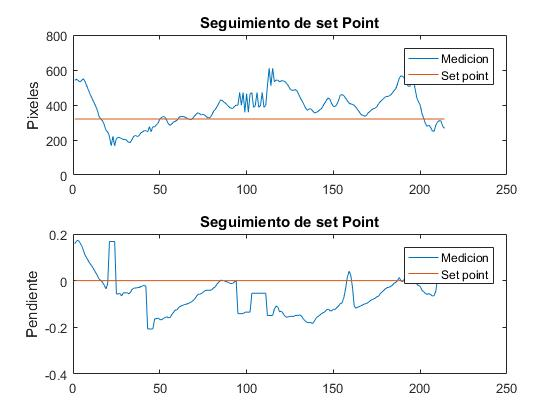 Seguimiento de set Point
800
600
400
200
0
Pixeles
Medicion
Set point
0 50 100 150 200 250
Seguimiento de set Point
0.2
0
-0.2
-0.4
Pendiente
Medicion
Set point
0 50 100 150 200 250